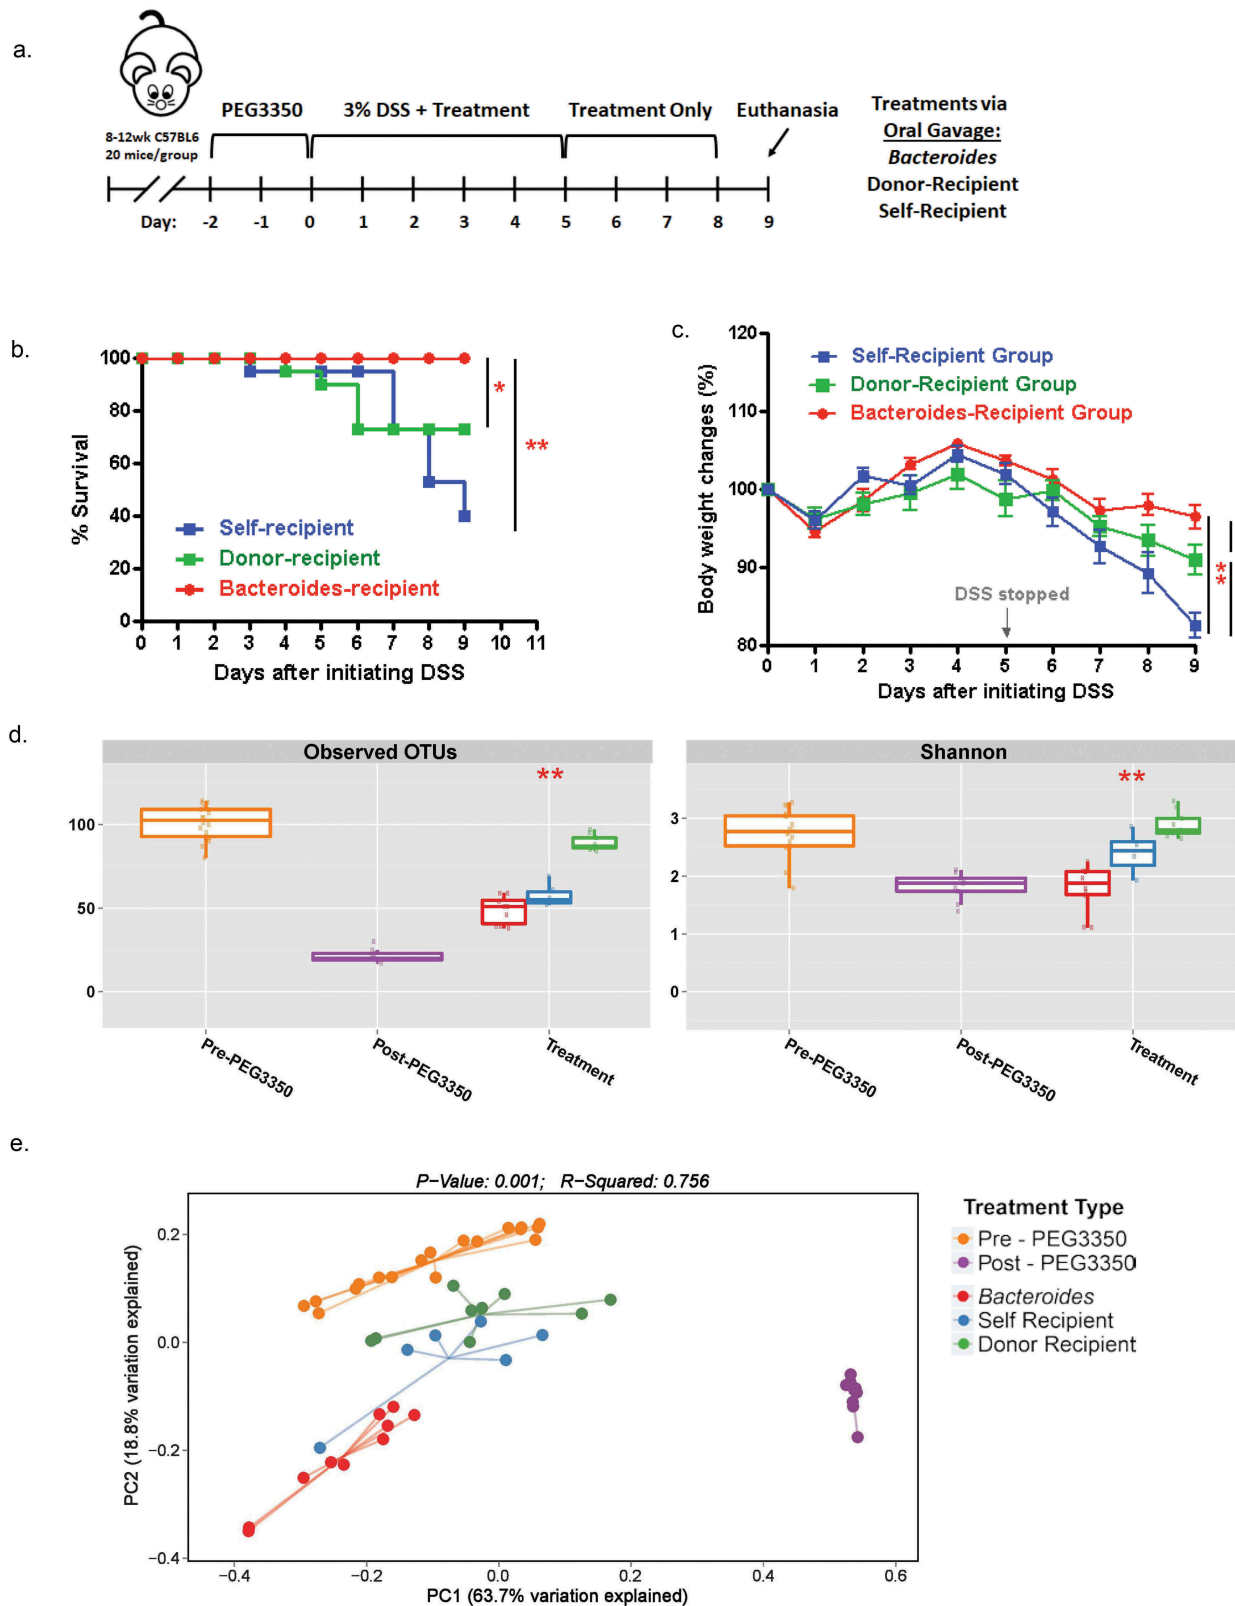 a.
PEG3350
3% DSS + Treatment
Treatment Only
Euthanasia
Treatments via
Oral Gavage:
Bacteroides
Donor-Recipient
Self-Recipient
8-12wk C57BL6
20 mice/group
Day: -2 -1 0 1 2 3 4 5 6 7 8 9
b.
100
80
60
40
20
0
% Survival
*
**
Self-recipient
Donor-recipient
Bacteroides-recipient
0 1 2 3 4 5 6 7 8 9 10 11
Days after initiating DSS
c.
120
110
100
90
80
Body weight changes (%)
Self-Recipient Group
Donor-Recipient Group
Bacteroides-Recipient Group
DSS stopped
**
0 1 2 3 4 5 6 7 8 9
Days after initiating DSS
d.
Observed OTUs
**
100
50
0
Pre-PEG3350
Post-PEG3350
Treatment
Shannon
**
3
2
1
0
Pre-PEG3350
Post-PEG3350
Treatment
e.
P-Value: 0.001; R-Squared: 0.756
0.2
0.0
−0.2
−0.4
PC2 (18.8% variation explained)
−0.4 −0.2 0.0 0.2 0.4 0.6
PC1 (63.7% variation explained)
Treatment Type
Pre - PEG3350
Post - PEG3350
Bacteroides
Self Recipient
Donor Recipient